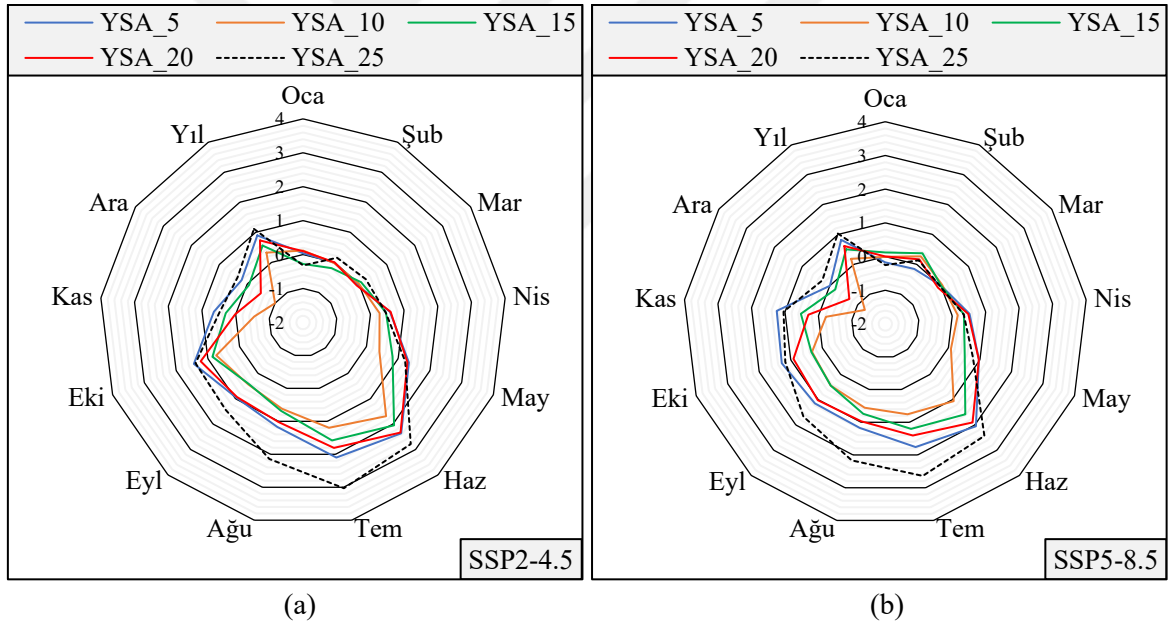 YSA_5 YSA_10 YSA_15
YSA_20 YSA_25
Oca
Şub
Mar
Nis
May
Haz
Tem
Ağu
Eyl
Eki
Kas
Ara
Yıl
4
3
2
1
0
-1
-2
SSP2-4.5
(a)
YSA_5 YSA_10 YSA_15
YSA_20 YSA_25
Oca
Şub
Mar
Nis
May
Haz
Tem
Ağu
Eyl
Eki
Kas
Ara
Yıl
4
3
2
1
0
-1
-2
SSP5-8.5
(b)